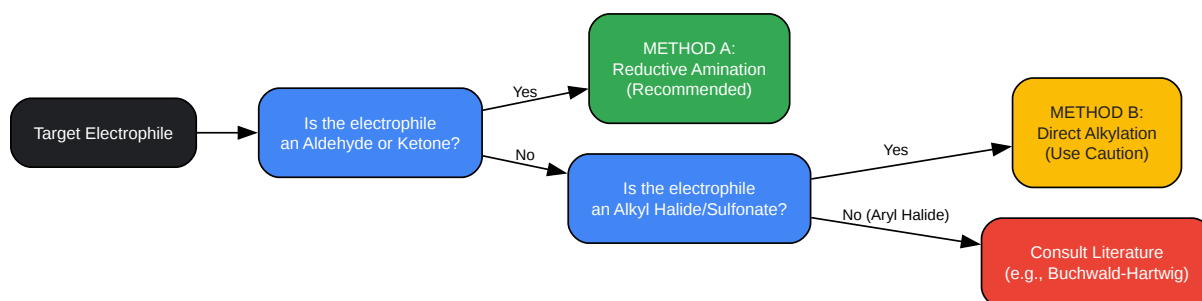 Target Electrophile
Is the electrophile
an Aldehyde or Ketone?
Yes
METHOD A:
Reductive Amination
(Recommended)
No
Is the electrophile
an Alkyl Halide/Sulfonate?
Yes
METHOD B:
Direct Alkylation
(Use Caution)
No (Aryl Halide)
Consult Literature
(e.g., Buchwald-Hartwig)